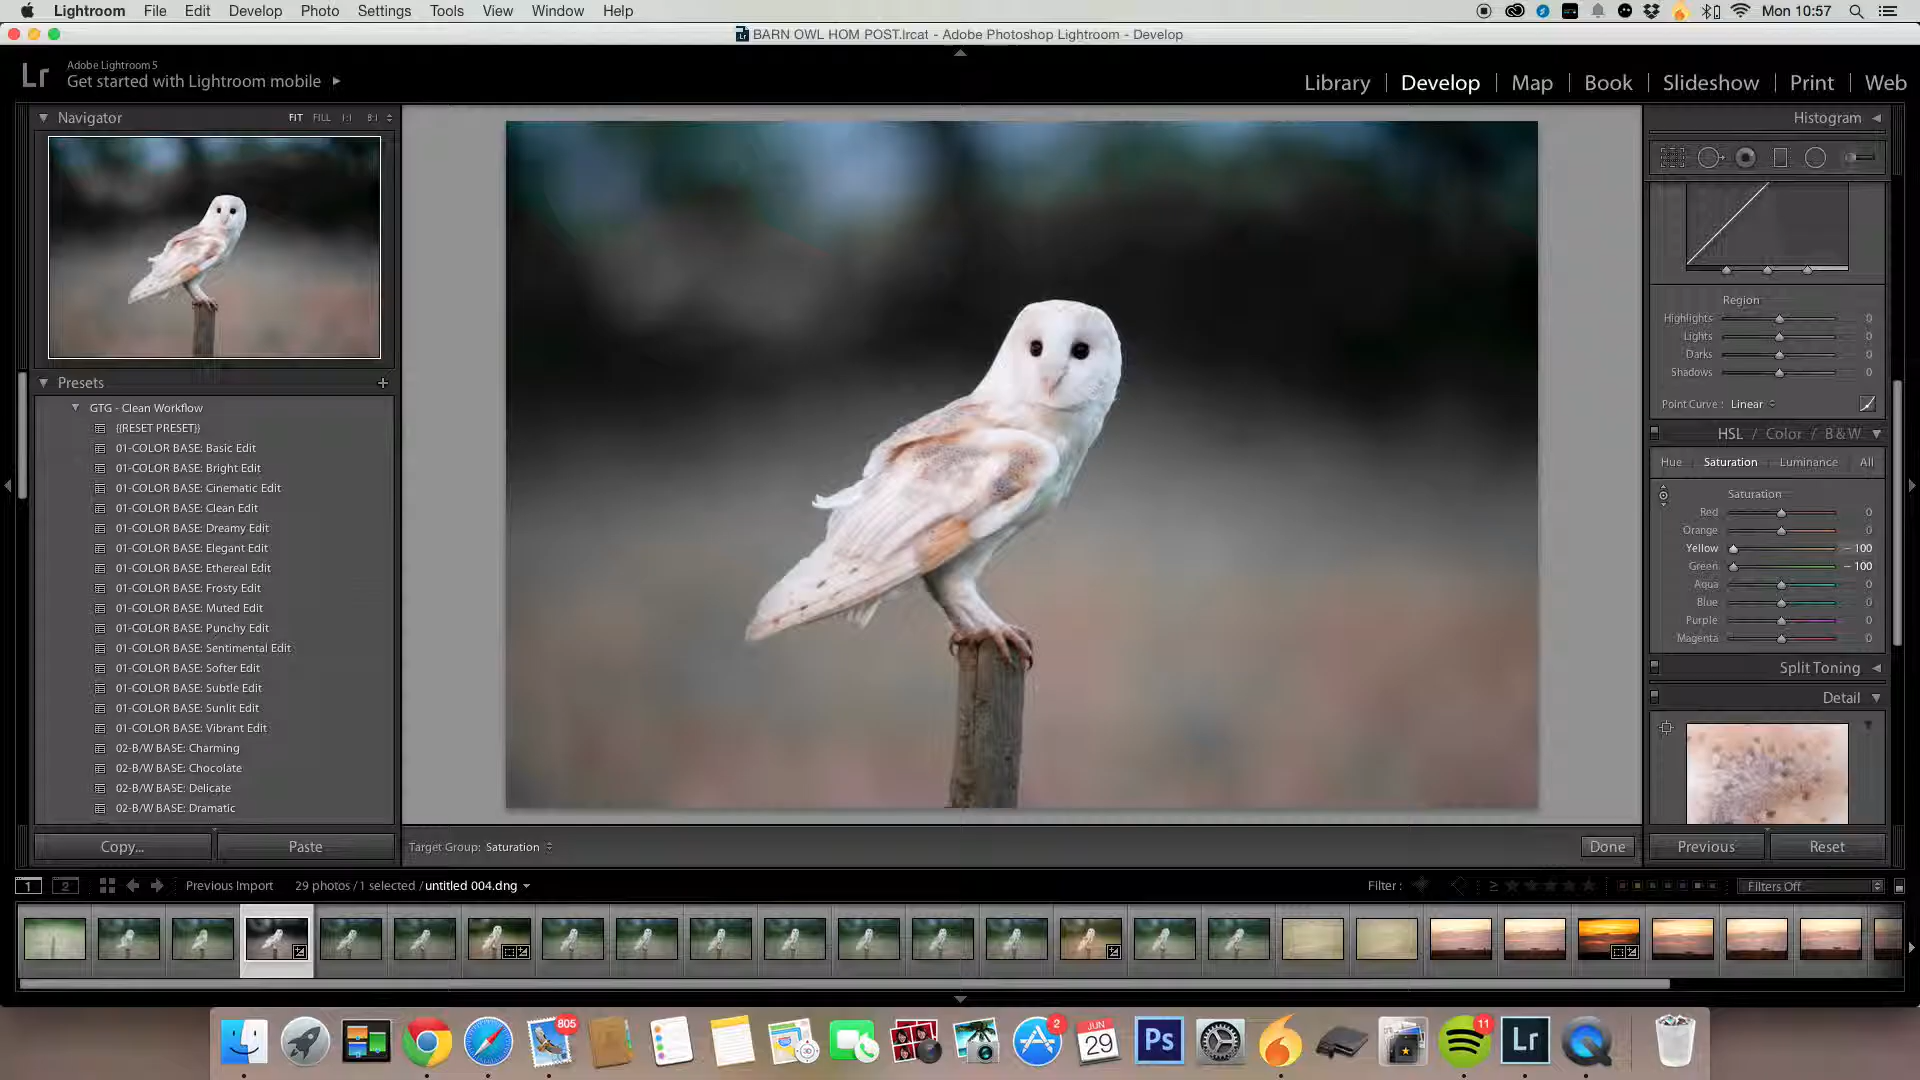 Lightroom File Edit Develop Photo Settings Tools View Window Help Mon 10:57
BARN OWL HOM POST.lrcat - Adobe Photoshop Lightroom - Develop
Lr Adobe Lightroom 5
Get started with Lightroom mobile
Library Develop Map Book Slideshow Print Web
Navigator FIT FILL 1:1 8:1
Histogram
Presets +
GTG - Clean Workflow
{{RESET PRESET}}
01-COLOR BASE: Basic Edit
01-COLOR BASE: Bright Edit
01-COLOR BASE: Cinematic Edit
01-COLOR BASE: Clean Edit
01-COLOR BASE: Dreamy Edit
01-COLOR BASE: Elegant Edit
01-COLOR BASE: Ethereal Edit
01-COLOR BASE: Frosty Edit
01-COLOR BASE: Muted Edit
01-COLOR BASE: Punchy Edit
01-COLOR BASE: Sentimental Edit
01-COLOR BASE: Softer Edit
01-COLOR BASE: Subtle Edit
01-COLOR BASE: Sunlit Edit
01-COLOR BASE: Vibrant Edit
02-B/W BASE: Charming
02-B/W BASE: Chocolate
02-B/W BASE: Delicate
02-B/W BASE: Dramatic
Region
Highlights 0
Lights 0
Darks 0
Shadows 0
Point Curve : Linear
HSL / Color / B & W
Hue Saturation Luminance All
Saturation
Red 0
Orange 0
Yellow - 100
Green - 100
Aqua 0
Blue 0
Purple 0
Magenta 0
Split Toning
Detail
Copy... Paste
Target Group: Saturation
Done
Previous Reset
1 2 Previous Import 29 photos / 1 selected / untitled 004.dng
Filter : Filters Off
805
2
JUN
29
Ps
11
Lr